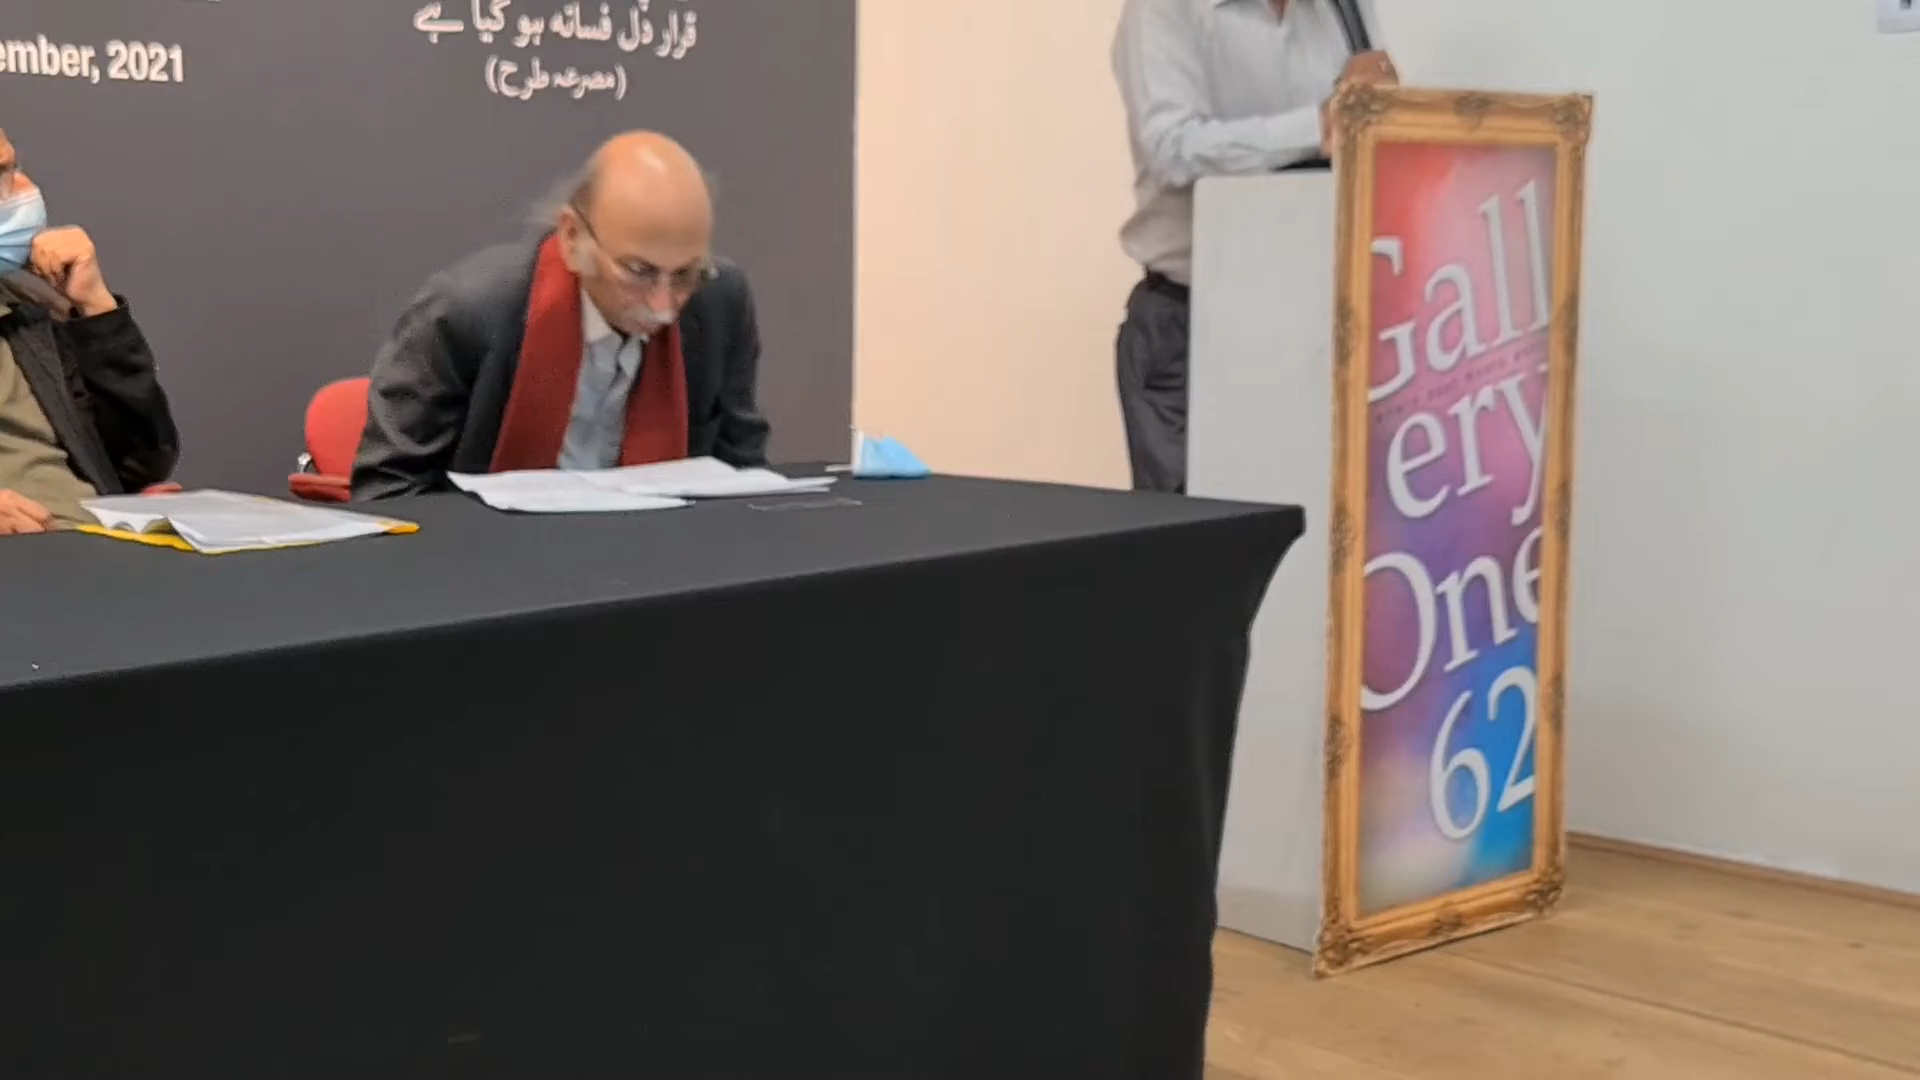 ember, 2021
قرار دل فسانہ ہو گیا ہے
(مصرعہ طرح)
Gall
ery
One
62